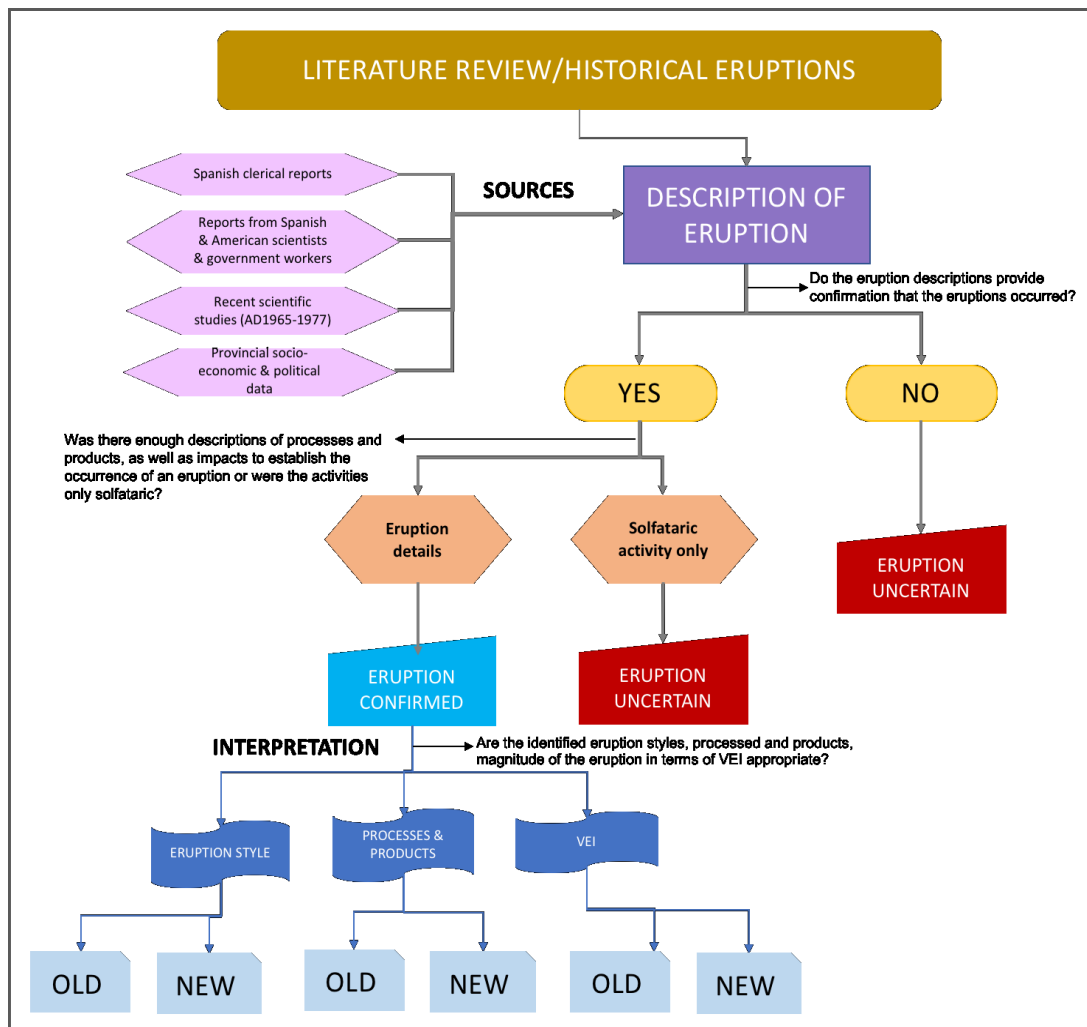 LITERATURE REVIEW/HISTORICAL ERUPTIONS
Spanish clerical reports
SOURCES
DESCRIPTION OF
ERUPTION
Reports from Spanish
& American scientists
& government workers
Recent scientific
studies (AD1965-1977)
Provincial socio-
economic & political
data
Do the eruption descriptions provide
confirmation that the eruptions occurred?
YES
NO
Was there enough descriptions of processes and
products, as well as impacts to establish the
occurrence of an eruption or were the activities
only solfataric?
Eruption
details
Solfataric
activity only
ERUPTION
UNCERTAIN
ERUPTION
CONFIRMED
ERUPTION
UNCERTAIN
INTERPRETATION
Are the identified eruption styles, processed and products,
magnitude of the eruption in terms of VEI appropriate?
ERUPTION STYLE
PROCESSES &
PRODUCTS
VEI
OLD
NEW
OLD
NEW
OLD
NEW